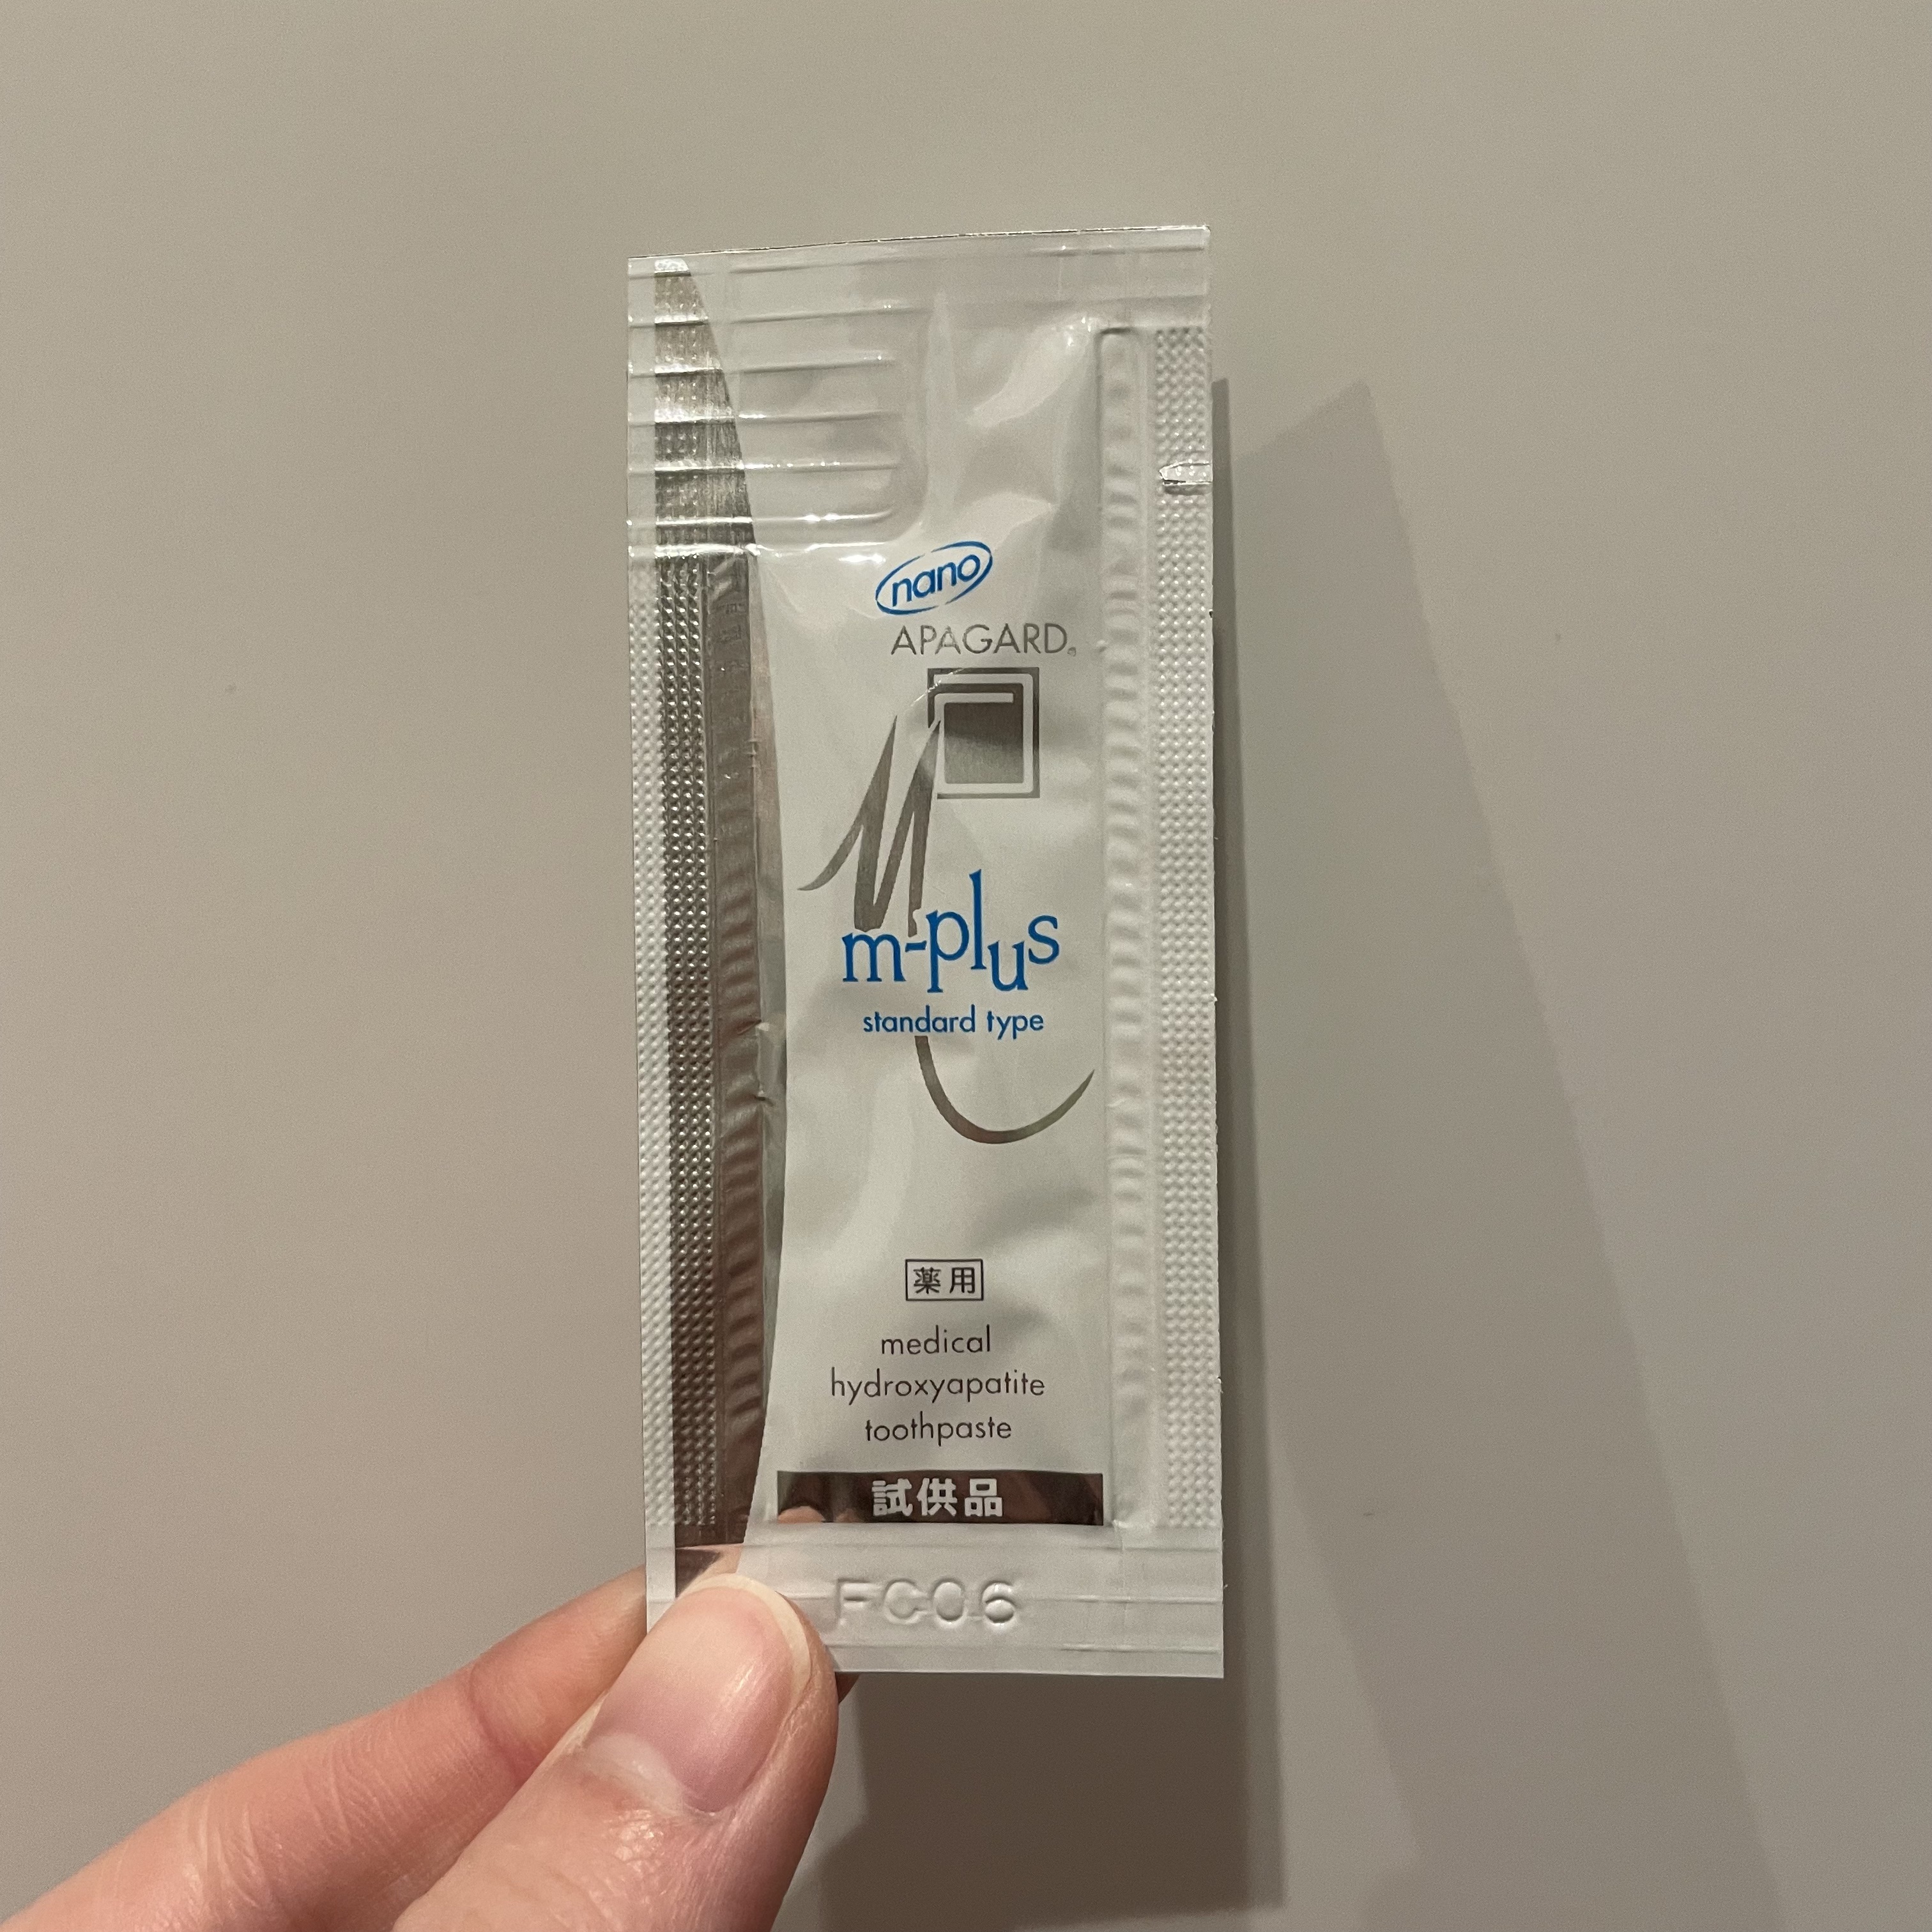 nano
APAGARD®
M
m-plus
standard type
薬用
medical
hydroxyapatite
toothpaste
試供品
FC06